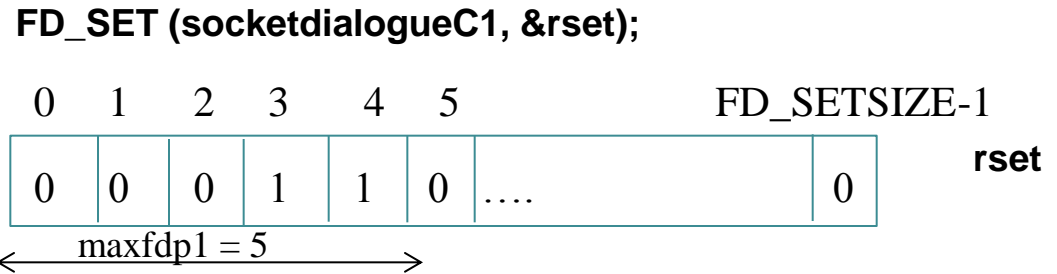 FD_SET (socketdialogueC1, &rset);
0 1 2 3 4 5 FD_SETSIZE-1
rset
0 0 0 1 1 0 .... 0
maxfdp1 = 5